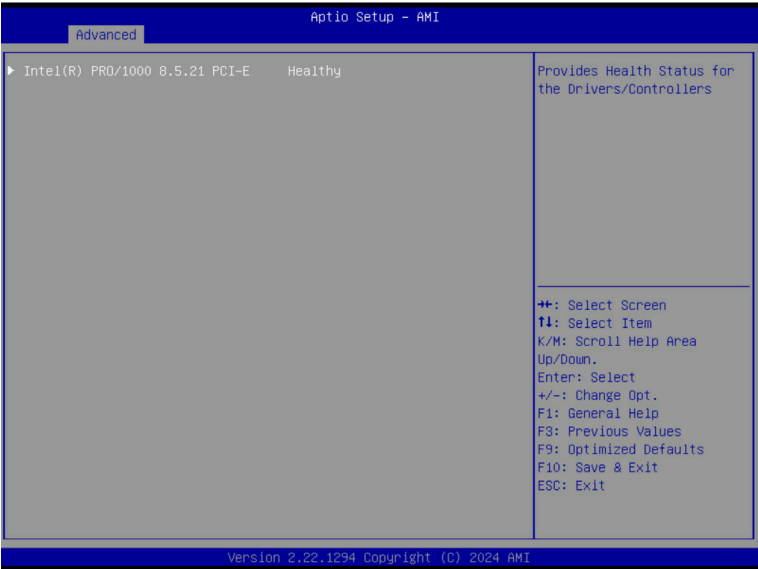 Aptio Setup – AMI
Advanced
▶ Intel(R) PRO/1000 8.5.21 PCI-E Healthy
Provides Health Status for
the Drivers/Controllers
→←: Select Screen
↑↓: Select Item
K/M: Scroll Help Area
Up/Down.
Enter: Select
+/-: Change Opt.
F1: General Help
F3: Previous Values
F9: Optimized Defaults
F10: Save & Exit
ESC: Exit
Version 2.22.1294 Copyright (C) 2024 AMI